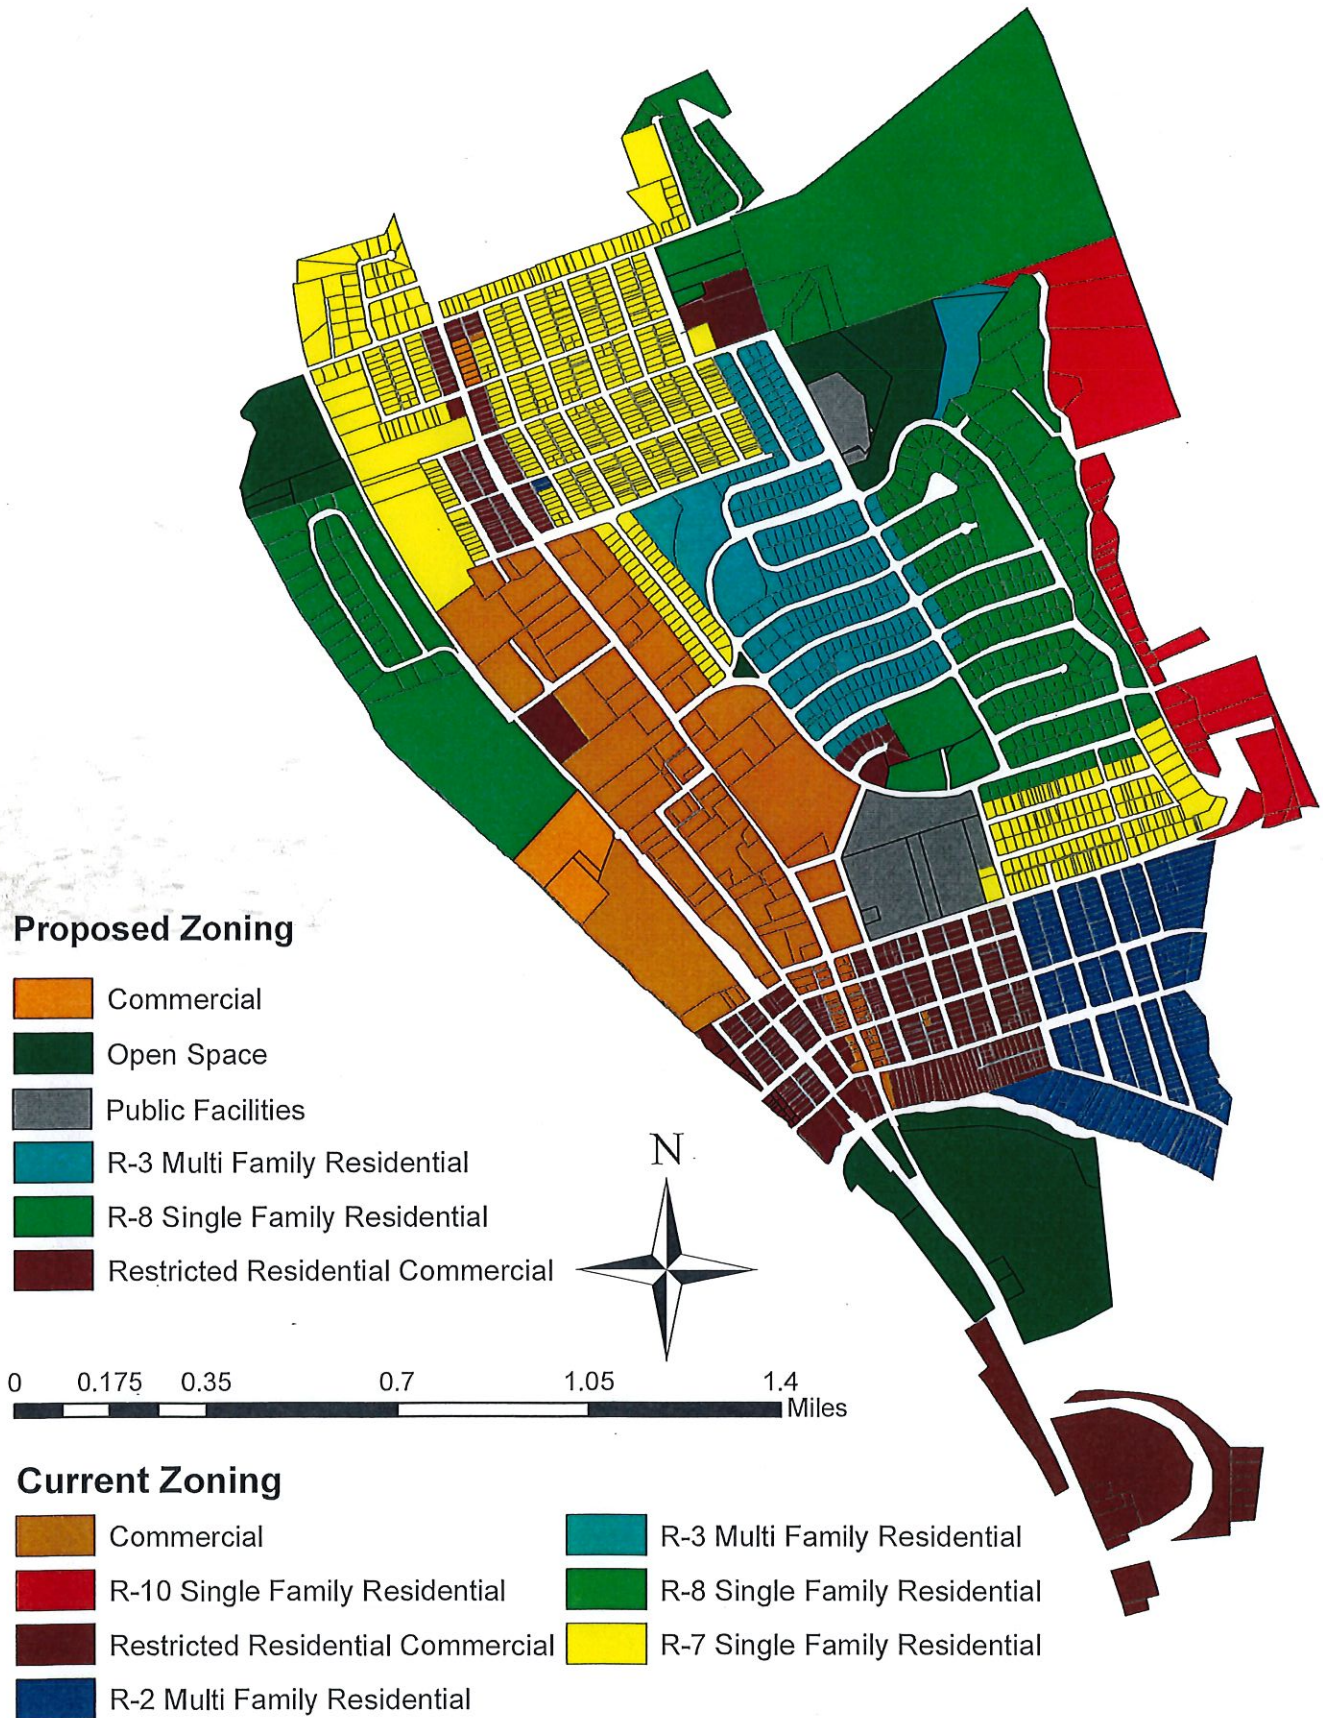 Proposed Zoning
Commercial
Open Space
Public Facilities
R-3 Multi Family Residential
R-8 Single Family Residential
Restricted Residential Commercial
N
0 0.175 0.35 0.7 1.05 1.4
Miles
Current Zoning
Commercial
R-10 Single Family Residential
Restricted Residential Commercial
R-2 Multi Family Residential
R-3 Multi Family Residential
R-8 Single Family Residential
R-7 Single Family Residential